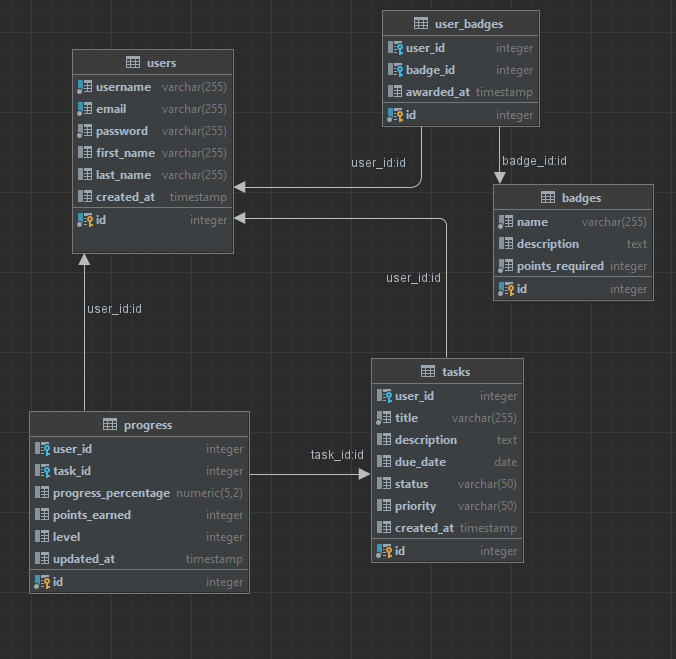 user_badges
user_id integer
badge_id integer
awarded_at timestamp
id integer
users
username varchar(255)
email varchar(255)
password varchar(255)
first_name varchar(255)
last_name varchar(255)
created_at timestamp
id integer
user_id:id
badge_id:id
badges
name varchar(255)
description text
points_required integer
id integer
user_id:id
user_id:id
tasks
user_id integer
title varchar(255)
description text
due_date date
status varchar(50)
priority varchar(50)
created_at timestamp
id integer
task_id:id
progress
user_id integer
task_id integer
progress_percentage numeric(5,2)
points_earned integer
level integer
updated_at timestamp
id integer